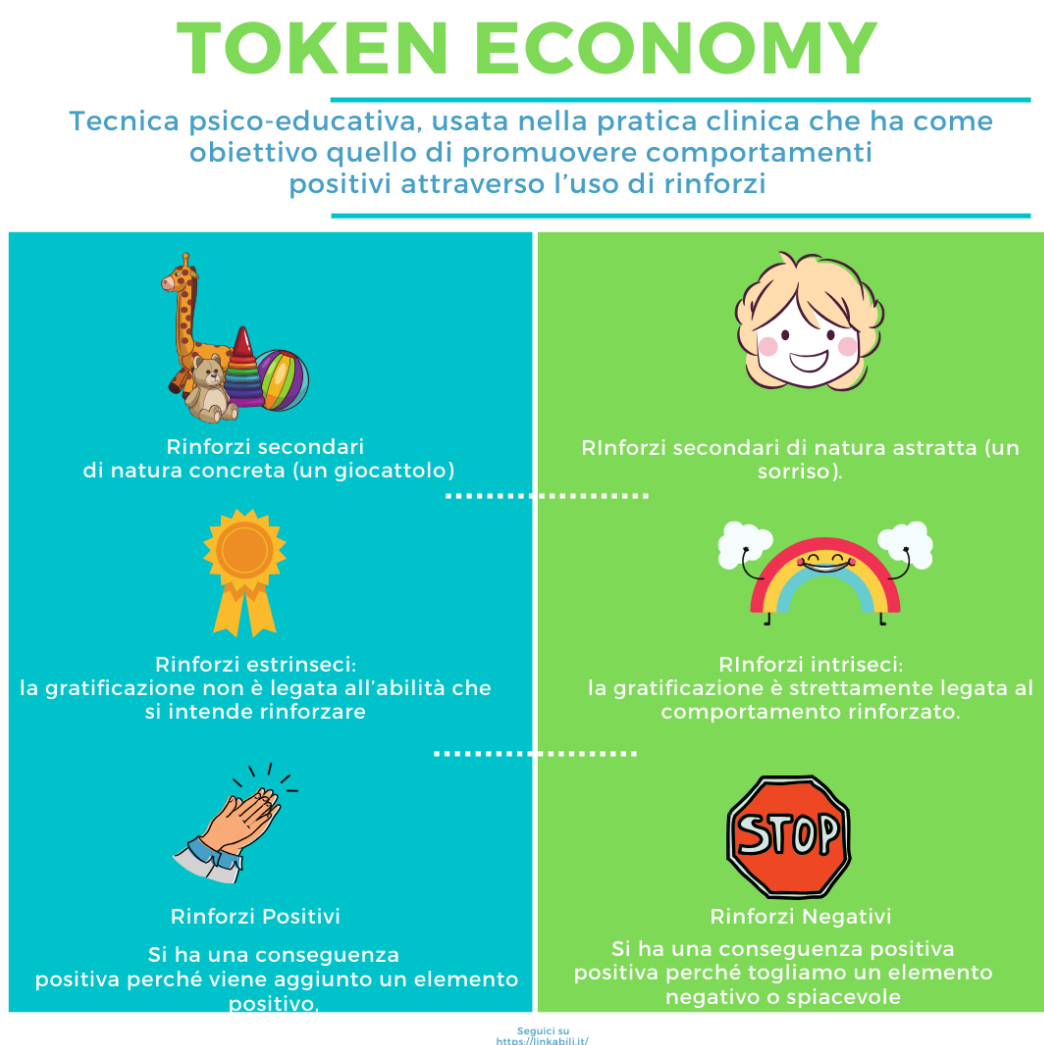 TOKEN ECONOMY
Tecnica psico-educativa, usata nella pratica clinica che ha come
obiettivo quello di promuovere comportamenti
positivi attraverso l'uso di rinforzi
Rinforzi secondari
di natura concreta (un giocattolo)
RInforzi secondari di natura astratta (un
sorriso).
Rinforzi estrinseci:
la gratificazione non è legata all'abilità che
si intende rinforzare
RInforzi intriseci:
la gratificazione è strettamente legata al
comportamento rinforzato.
Rinforzi Positivi
Si ha una conseguenza
positiva perché viene aggiunto un elemento
positivo,
STOP
Rinforzi Negativi
Si ha una conseguenza positiva
positiva perché togliamo un elemento
negativo o spiacevole
Seguici su
https://linkabili.it/